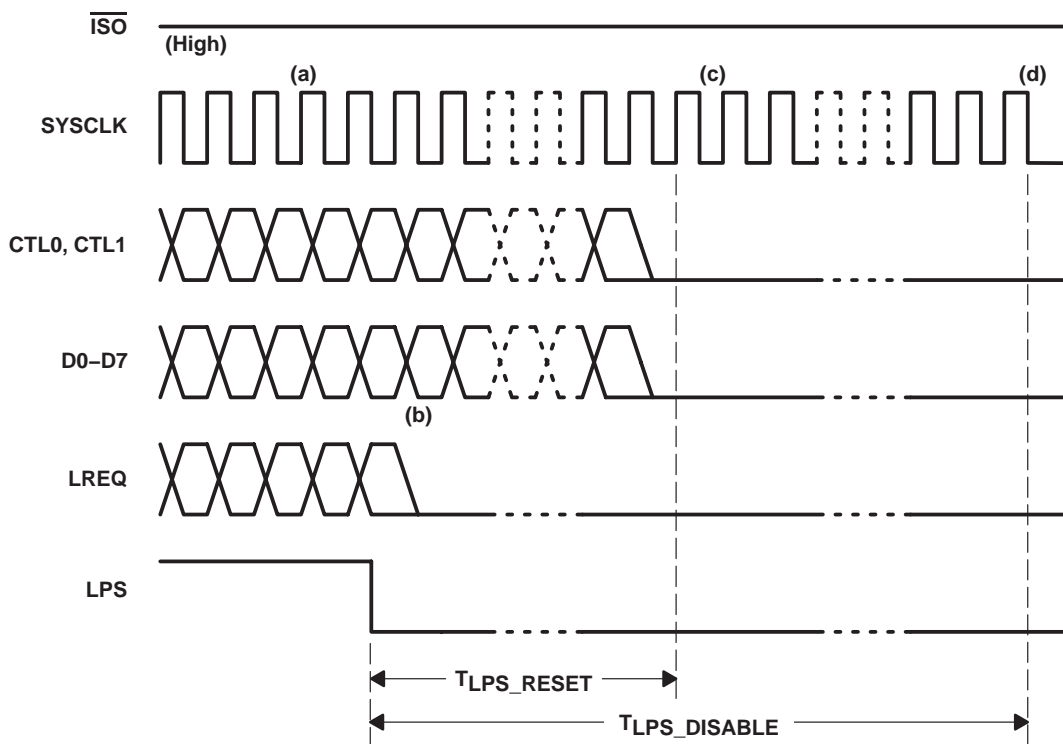 ISO
(High)
(a)
(c)
(d)
SYSCLK
CTL0, CTL1
D0–D7
(b)
LREQ
LPS
TLPS_RESET
TLPS_DISABLE